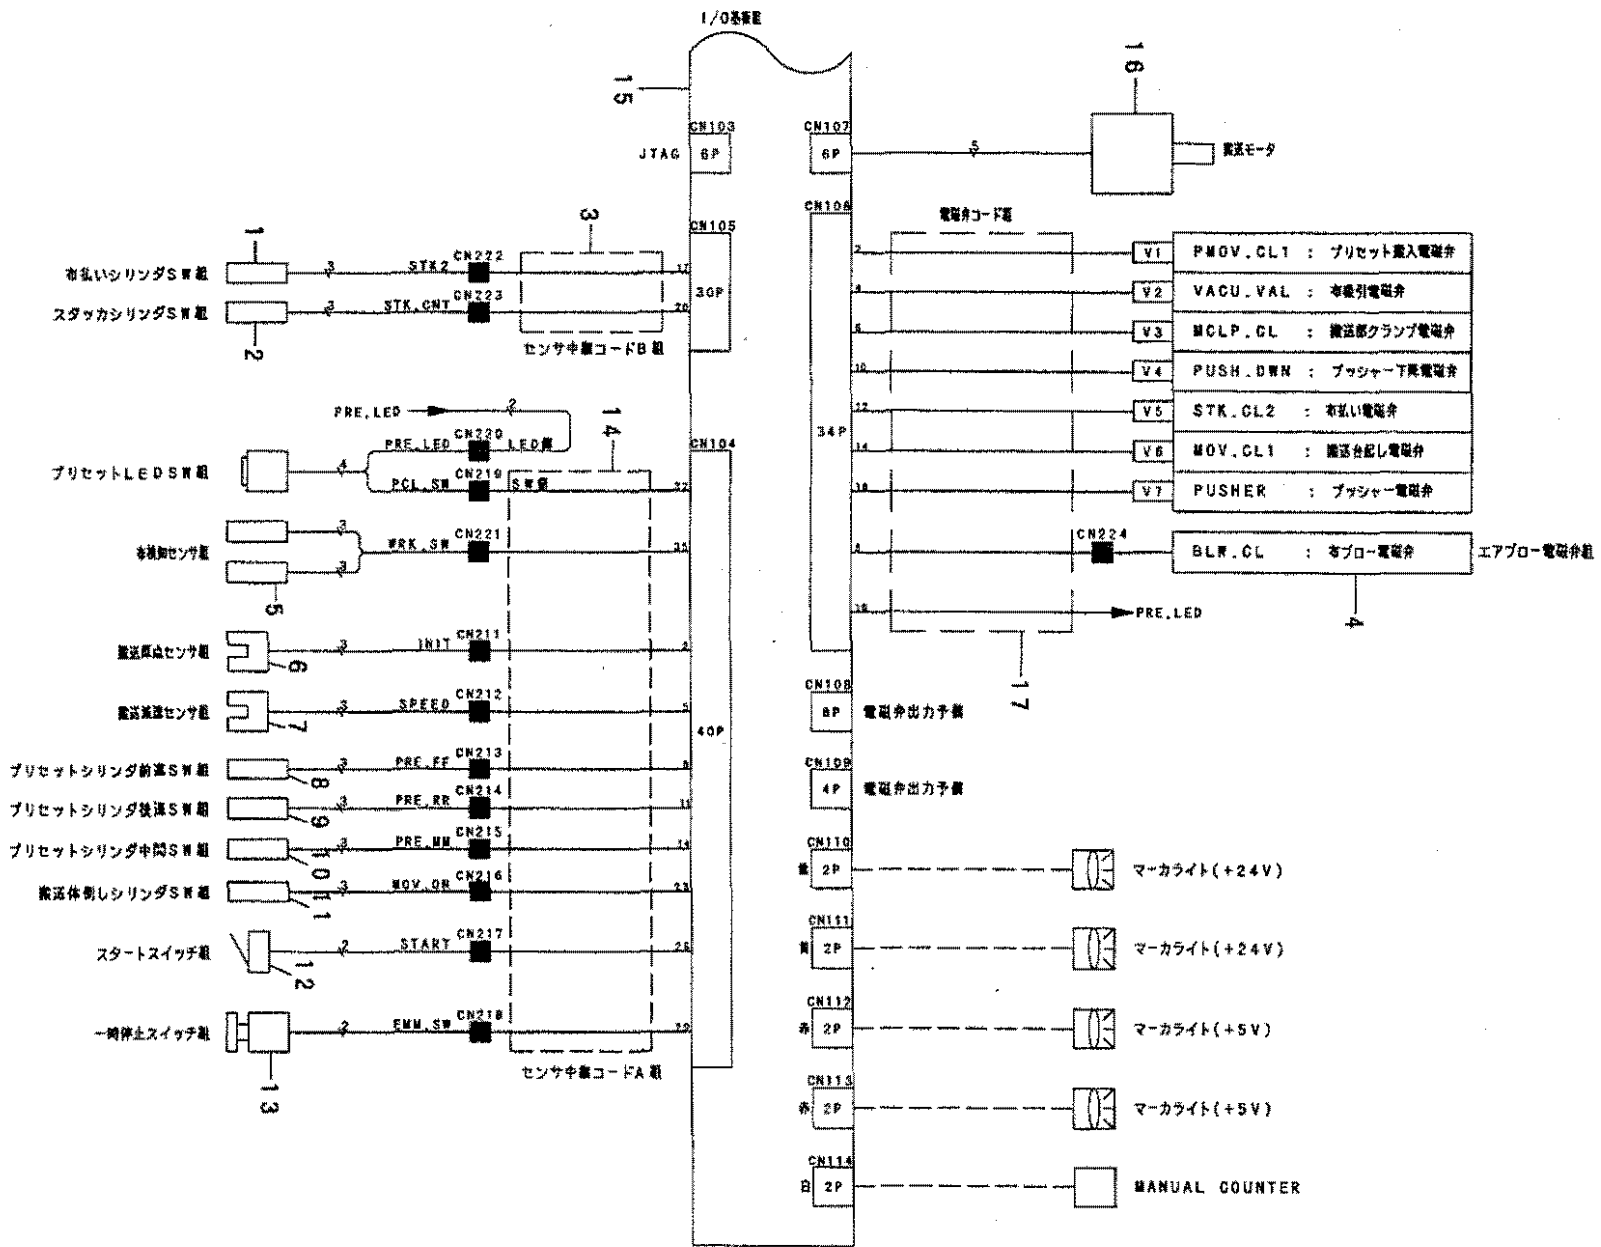 I/O基板組
15
16
CN103
JTAG 6P
CN107
6P
5
搬送モータ
CN105
30P
CN106
34P
電磁弁コード組
3
1
布払いシリンダSW組
3
STK2
CN222
17
スタッカシリンダSW組
3
STK.CNT
CN223
20
2
センサ中継コードB組
2
V1 PMOV.CL1 : プリセット搬入電磁弁
4
V2 VACU.VAL : 布吸引電磁弁
6
V3 MCLP.CL : 搬送部クランプ電磁弁
10
V4 PUSH.DWN : プッシャー下降電磁弁
12
V5 STK.CL2 : 布払い電磁弁
14
V6 MOV.CL1 : 搬送台起し電磁弁
V7 PUSHER : プッシャー電磁弁
CN224
BLW.CL : 布ブロー電磁弁
エアブロー電磁弁組
4
PRE.LED
17
PRE.LED
2
14
CN104
40P
プリセットLEDSW組
4
PRE.LED
LED側
PCL.SW
CN219
SW側
布検知センサ組
3
3
WRK.SW
CN221
35
5
搬送原点センサ組
6
3
INIT
CN211
搬送減速センサ組
7
3
SPEED
CN212
5
プリセットシリンダ前進SW組
8
3
PRE.FF
CN213
プリセットシリンダ後退SW組
9
3
PRE.RR
CN214
11
プリセットシリンダ中間SW組
10
3
PRE.MM
CN215
14
搬送体倒しシリンダSW組
11
3
CN216
23
スタートスイッチ組
12
2
START
CN217
26
一時停止スイッチ組
13
2
EMM.SW
CN218
センサ中継コードA組
CN108
8P
電磁弁出力予備
CN109
4P
電磁弁出力予備
CN110
2P
マーカライト(+24V)
CN111
黄 2P
マーカライト(+24V)
CN112
赤 2P
マーカライト(+5V)
CN113
赤 2P
マーカライト(+5V)
CN114
白 2P
MANUAL COUNTER